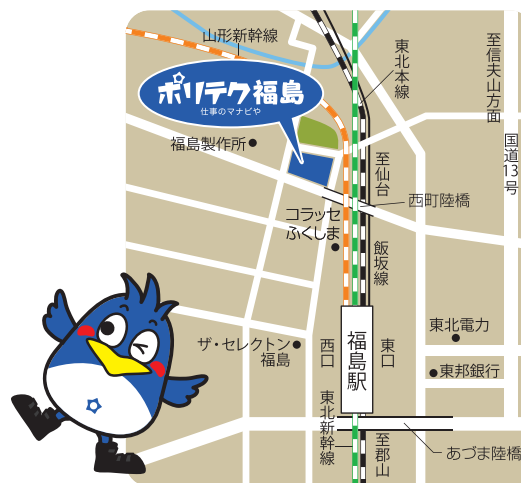 山形新幹線
東北本線
至信夫山方面
ポリテク福島
仕事のマナビや
国道13号
福島製作所
至仙台
西町陸橋
コラッセ
ふくしま
飯坂線
東北電力
ザ・セレクトン
福島
西口
福島駅
東口
東邦銀行
東北新幹線
至郡山
あづま陸橋